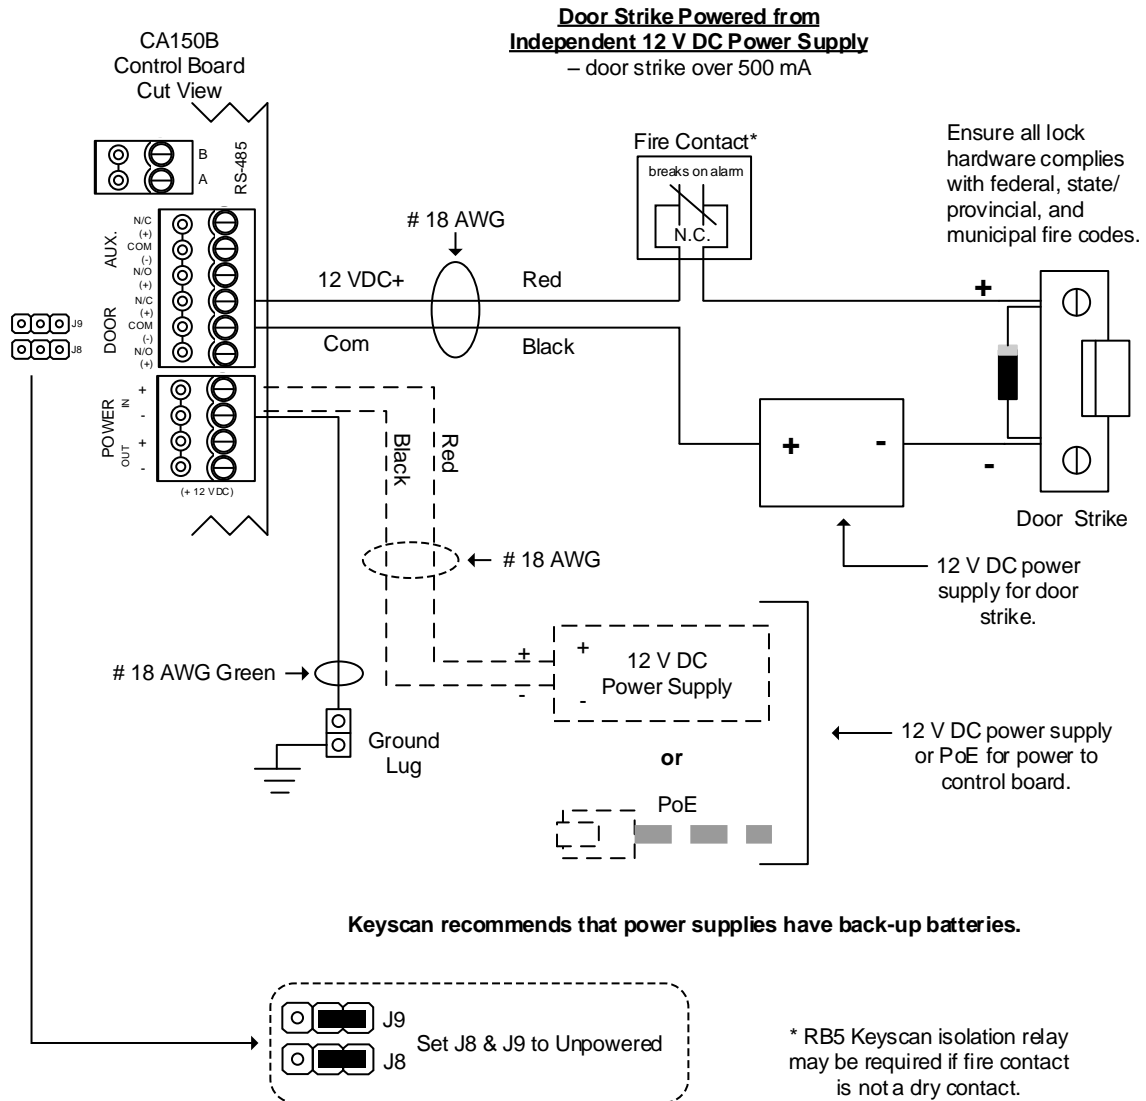 Door Strike Powered from
Independent 12 V DC Power Supply
– door strike over 500 mA
CA150B
Control Board
Cut View
B
A
RS-485
Fire Contact*
breaks on alarm
N.C.
Ensure all lock
hardware complies
with federal, state/
provincial, and
municipal fire codes.
# 18 AWG
AUX.
N/C
(+)
COM
(-)
N/O
(+)
DOOR
N/C
(+)
COM
(-)
N/O
(+)
12 VDC+
Red
Com
Black
J9
J8
+
-
+
-
Door Strike
POWER
IN
OUT
+
-
+
-
(+ 12 VDC)
Black
Red
# 18 AWG
12 V DC power
supply for door
strike.
# 18 AWG Green
+
-
+
-
12 V DC
Power Supply
Ground
Lug
or
PoE
12 V DC power supply
or PoE for power to
control board.
Keyscan recommends that power supplies have back-up batteries.
J9
J8
Set J8 & J9 to Unpowered
* RB5 Keyscan isolation relay
may be required if fire contact
is not a dry contact.